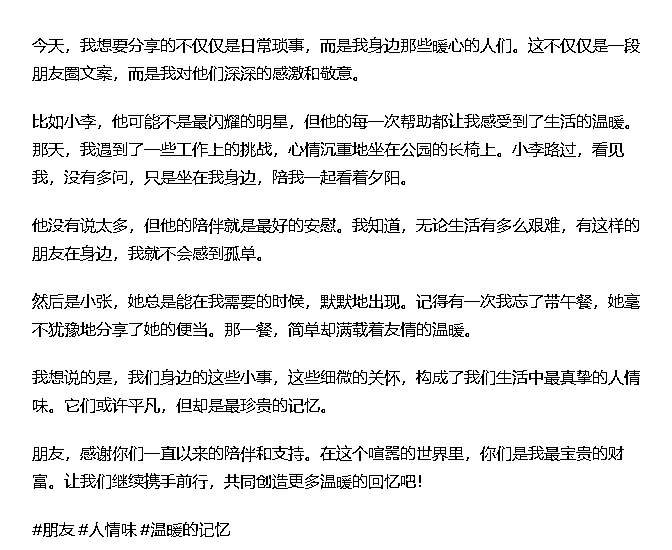 今天，我想要分享的不仅仅是日常琐事，而是我身边那些暖心的人们。这不仅仅是一段
朋友圈文案，而是我对他们深深的感激和敬意。
比如小李，他可能不是最闪耀的明星，但他的每一次帮助都让我感受到了生活的温暖。
那天，我遇到了一些工作上的挑战，心情沉重地坐在公园的长椅上。小李路过，看见
我，没有多问，只是坐在我身边，陪我一起看着夕阳。
他没有说太多，但他的陪伴就是最好的安慰。我知道，无论生活有多么艰难，有这样的
朋友在身边，我就不会感到孤单。
然后是小张，她总是能在我需要的时候，默默地出现。记得有一次我忘了带午餐，她毫
不犹豫地分享了她的便当。那一餐，简单却满载着友情的温暖。
我想说的是，我们身边的这些小事，这些细微的关怀，构成了我们生活中最真挚的人情
味。它们或许平凡，但却是最珍贵的记忆。
朋友，感谢你们一直以来的陪伴和支持。在这个喧嚣的世界里，你们是我最宝贵的财
富。让我们继续携手前行，共同创造更多温暖的回忆吧！
#朋友 #人情味 #温暖的记忆